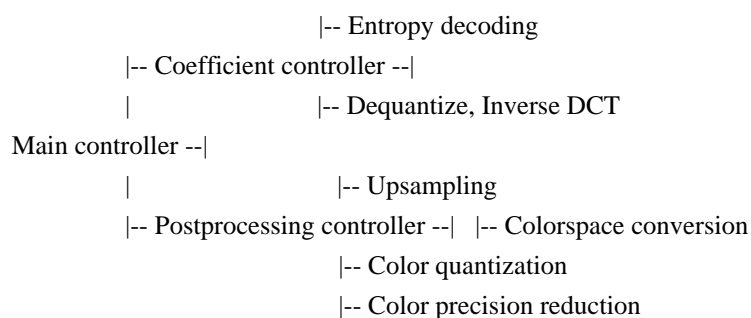 |-- Entropy decoding
|-- Coefficient controller --|
| |-- Dequantize, Inverse DCT
Main controller --|
| |-- Upsampling
|-- Postprocessing controller --| |-- Colorspace conversion
|-- Color quantization
|-- Color precision reduction